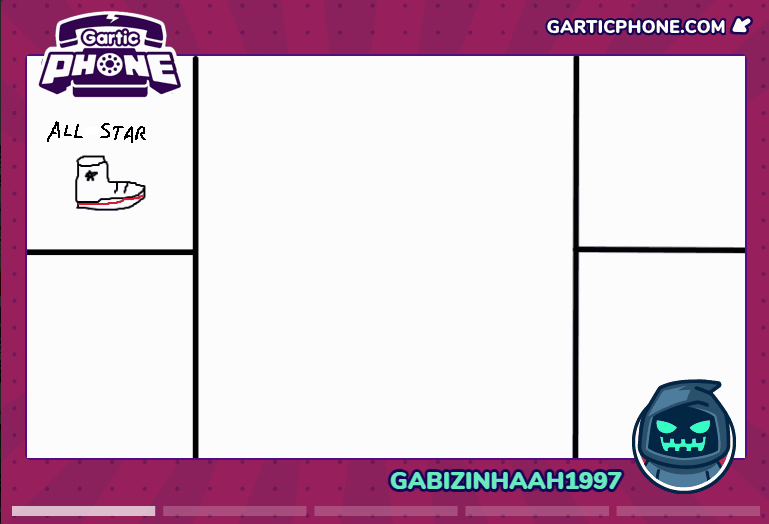 Gartic
PHONE
GARTICPHONE.COM
ALL STAR
GABIZINHAAH1997